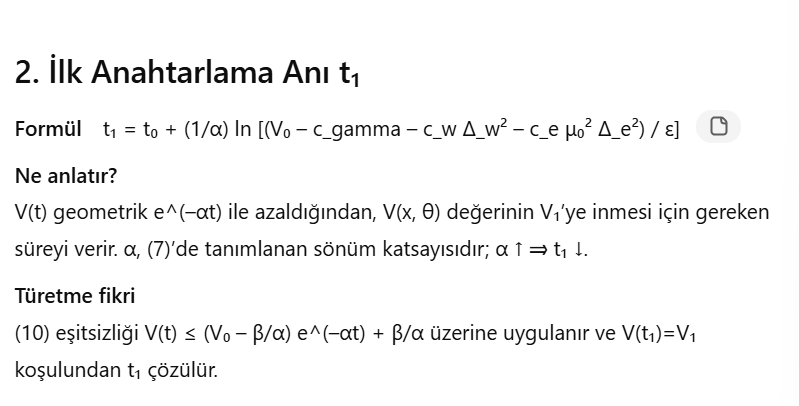 2. İlk Anahtarlama Anı t₁
Formül t₁ = t₀ + (1/α) ln [(V₀ – c_gamma – c_w Δ_w² – c_e μ₀² Δ_e²) / ε]
Ne anlatır?
V(t) geometrik e^(–αt) ile azaldığından, V(x, θ) değerinin V₁’ye inmesi için gereken
süreyi verir. α, (7)’de tanımlanan sönüm katsayısıdır; α ↑ ⇒ t₁ ↓.
Türetme fikri
(10) eşitsizliği V(t) ≤ (V₀ – β/α) e^(–αt) + β/α üzerine uygulanır ve V(t₁)=V₁
koşulundan t₁ çözülür.